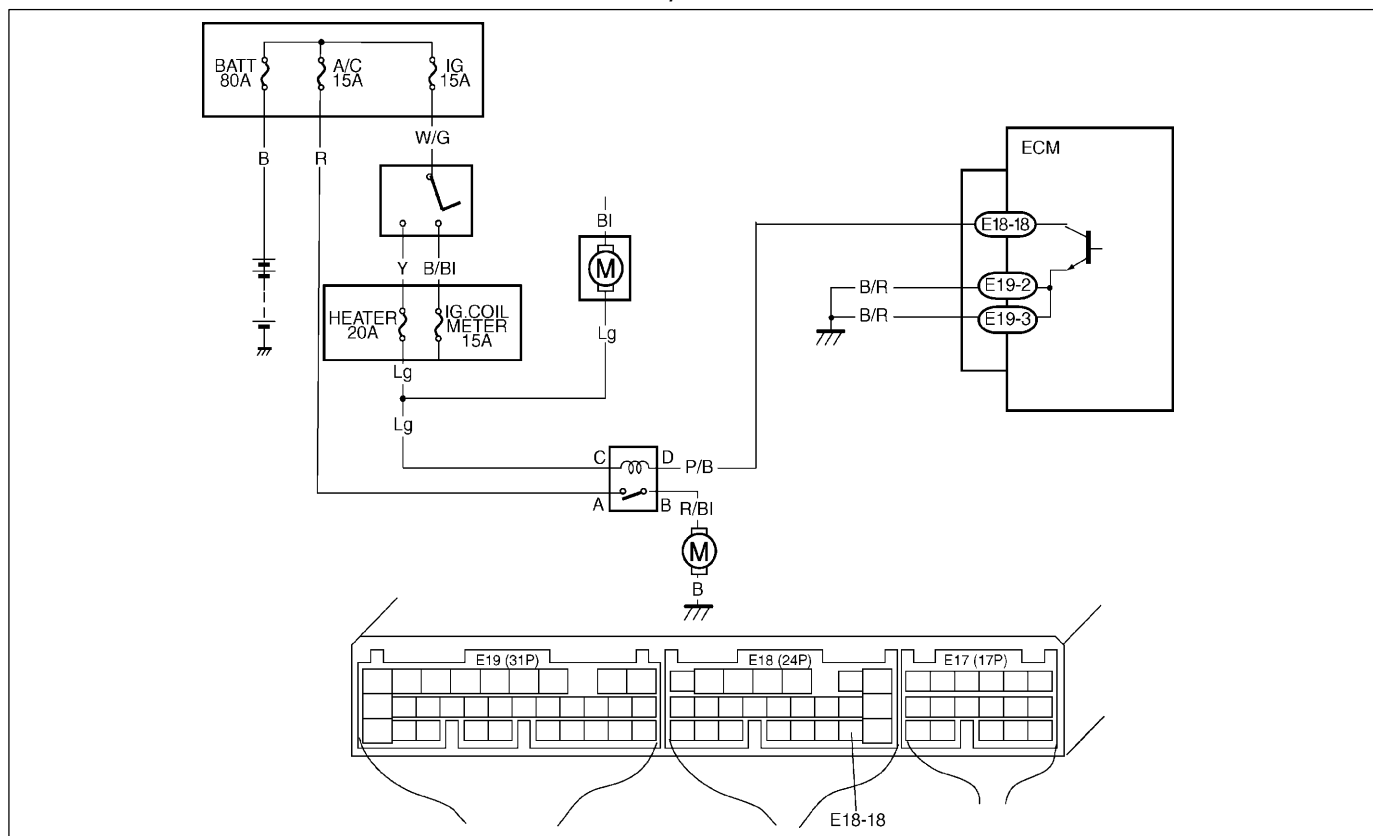 BATT
80A
A/C
15A
IG
15A
W/G
B
R
ECM
E18-18
Bl
M
Y
B/Bl
E19-2
B/R
E19-3
B/R
HEATER
20A
IG.COIL
METER
15A
Lg
Lg
Lg
C
D
P/B
A
B
R/Bl
M
B
E19 (31P)
E18 (24P)
E17 (17P)
E18-18